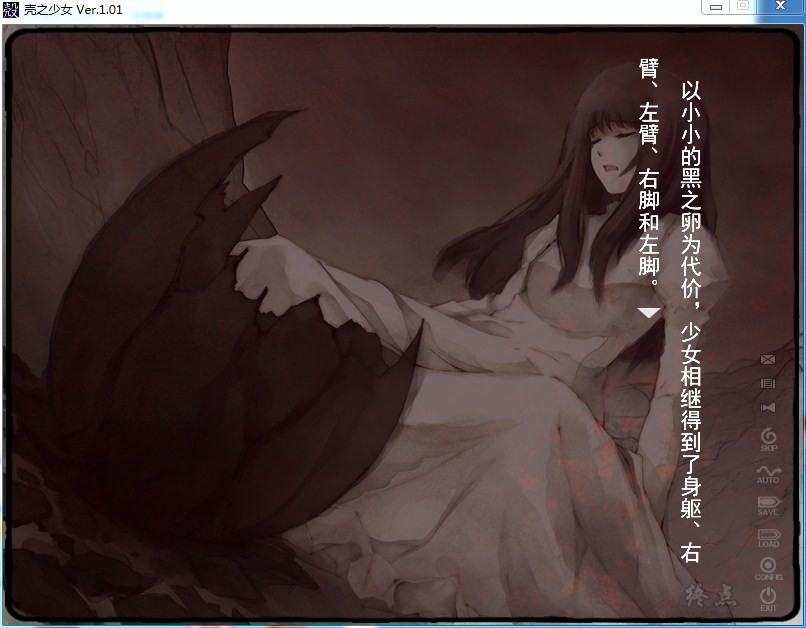 壳之少女 Ver.1.01
以小小的黑之卵为代价，少女相继得到了身躯、右
臂、左臂、右脚和左脚。
SKIP
AUTO
SAVE
LOAD
CONFIG
EXIT
终点